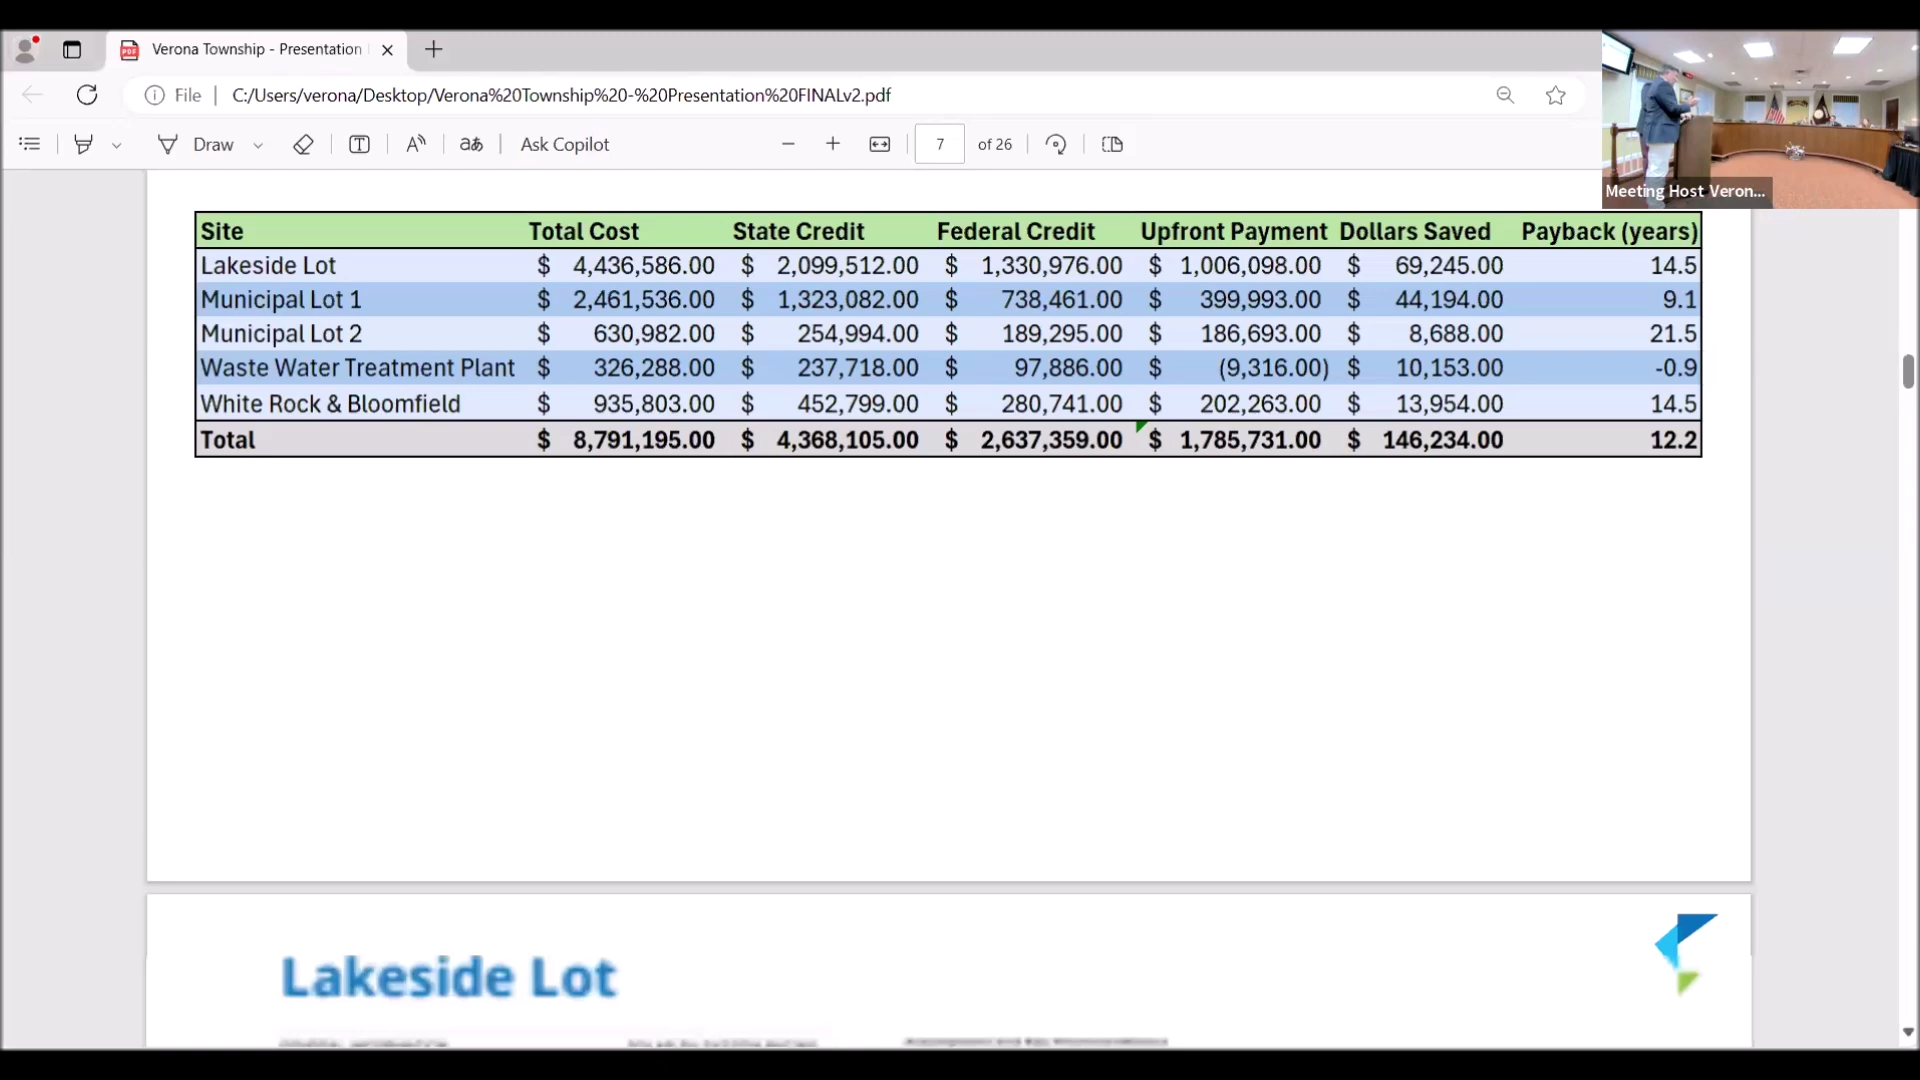 Verona Township - Presentation
File
C:/Users/verona/Desktop/Verona%20Township%20-%20Presentation%20FINALv2.pdf
Draw
Ask Copilot
7 of 26
Meeting Host Veron...
Site Total Cost State Credit Federal Credit Upfront Payment Dollars Saved Payback (years)
Lakeside Lot $ 4,436,586.00 $ 2,099,512.00 $ 1,330,976.00 $ 1,006,098.00 $ 69,245.00 14.5
Municipal Lot 1 $ 2,461,536.00 $ 1,323,082.00 $ 738,461.00 $ 399,993.00 $ 44,194.00 9.1
Municipal Lot 2 $ 630,982.00 $ 254,994.00 $ 189,295.00 $ 186,693.00 $ 8,688.00 21.5
Waste Water Treatment Plant $ 326,288.00 $ 237,718.00 $ 97,886.00 $ (9,316.00) $ 10,153.00 -0.9
White Rock & Bloomfield $ 935,803.00 $ 452,799.00 $ 280,741.00 $ 202,263.00 $ 13,954.00 14.5
Total $ 8,791,195.00 $ 4,368,105.00 $ 2,637,359.00 $ 1,785,731.00 $ 146,234.00 12.2
Lakeside Lot